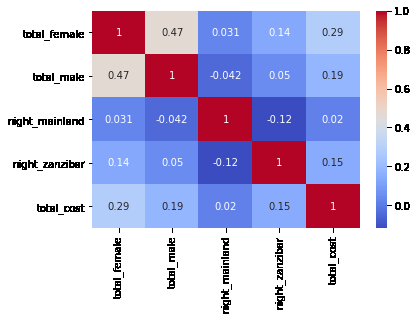 total_female 1 0.47 0.031 0.14 0.29
total_male 0.47 1 -0.042 0.05 0.19
night_mainland 0.031 -0.042 1 -0.12 0.02
night_zanzibar 0.14 0.05 -0.12 1 0.15
total_cost 0.29 0.19 0.02 0.15 1
total_female
total_male
night_mainland
night_zanzibar
total_cost
1.0
0.8
0.6
0.4
0.2
0.0